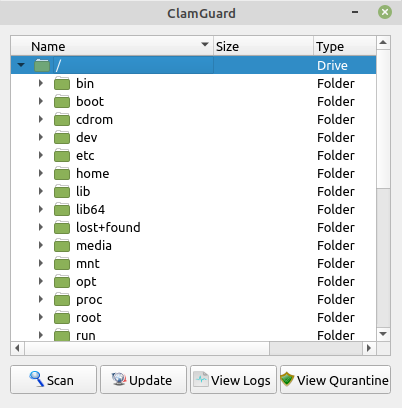 ClamGuard
Name Size Type
/ Drive
bin Folder
boot Folder
cdrom Folder
dev Folder
etc Folder
home Folder
lib Folder
lib64 Folder
lost+found Folder
media Folder
mnt Folder
opt Folder
proc Folder
root Folder
run Folder
Scan Update View Logs View Qurantine